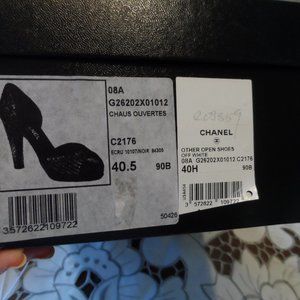 08A
G26202X01012
CHAUS OUVERTES
C2176
ECRU 10107/NOIR 94305
40.5 90B
50426
3572622109722
CHANEL
OTHER OPEN SHOES
OFF WHITE
08A G26202X01012 C2176
40H 90B
3 572622 109722